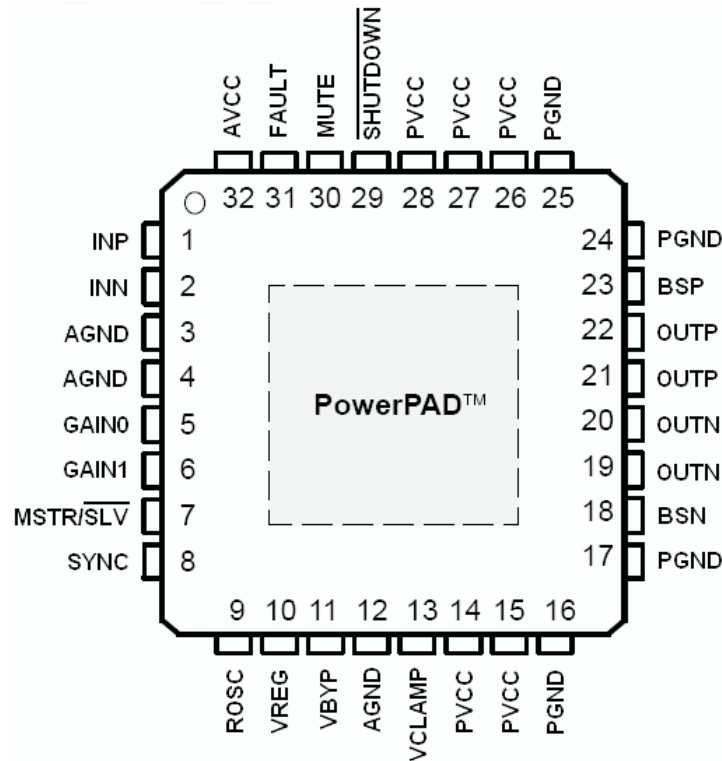 AVCC
FAULT
MUTE
SHUTDOWN
PVCC
PVCC
PVCC
PGND
32 31 30 29 28 27 26 25
INP 1
INN 2
AGND 3
AGND 4
GAIN0 5
GAIN1 6
MSTR/SLV 7
SYNC 8
PowerPAD™
24 PGND
23 BSP
22 OUTP
21 OUTP
20 OUTN
19 OUTN
18 BSN
17 PGND
9 10 11 12 13 14 15 16
ROSC
VREG
VBYP
AGND
VCLAMP
PVCC
PVCC
PGND